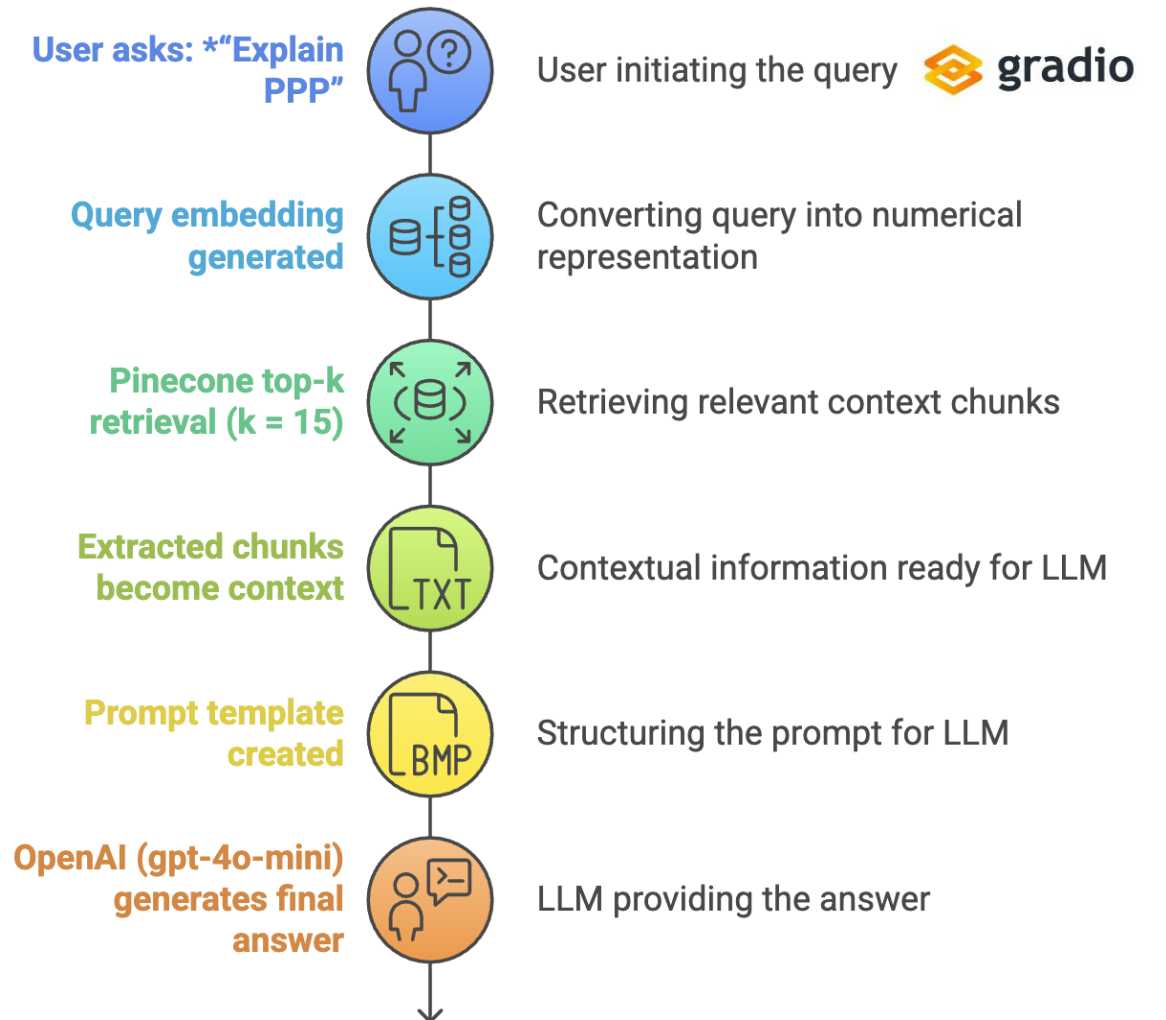 User asks: *“Explain
PPP”
User initiating the query
gradio
Query embedding
generated
Converting query into numerical
representation
Pinecone top-k
retrieval (k = 15)
Retrieving relevant context chunks
Extracted chunks
become context
TXT
Contextual information ready for LLM
Prompt template
created
BMP
Structuring the prompt for LLM
OpenAI (gpt-4o-mini)
generates final
answer
LLM providing the answer